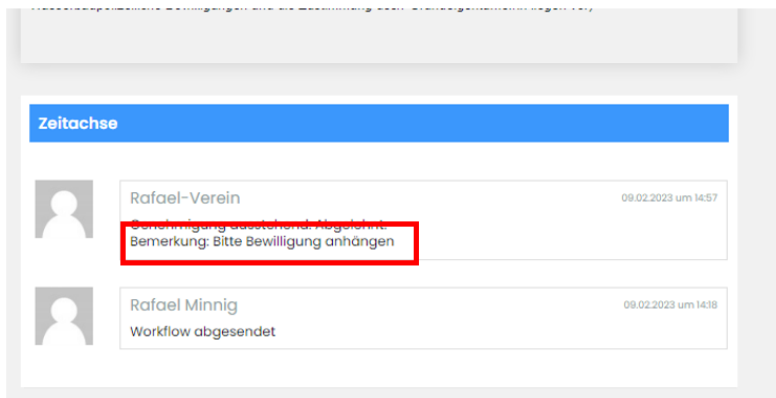 Zeitachse
Rafael-Verein
09.02.2023 um 14:57
Genehmigung ausstehend: Abgelehnt.
Bemerkung: Bitte Bewilligung anhängen
Rafael Minnig
09.02.2023 um 14:18
Workflow abgesendet